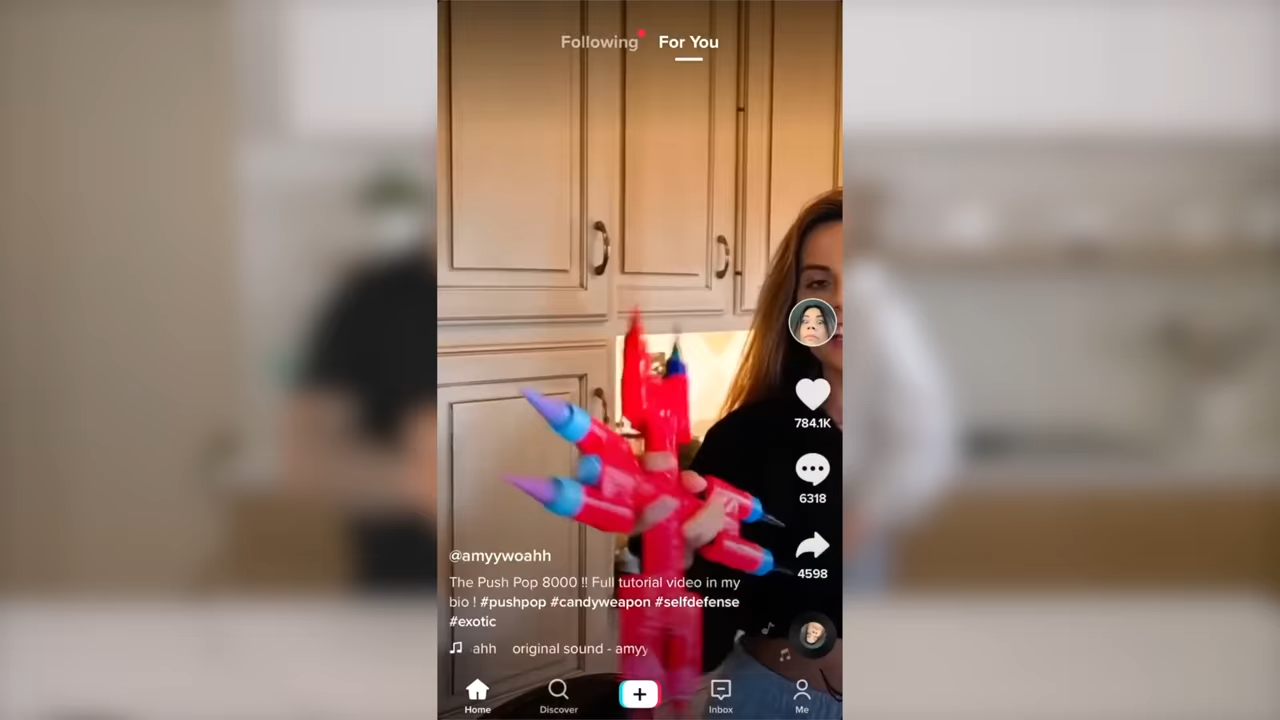 Following For You
784.1K
6318
4598
@amyywoahh
The Push Pop 8000 !! Full tutorial video in my
bio ! #pushpop #candyweapon #selfdefense
#exotic
ahh original sound - amyy
Home Discover Inbox Me